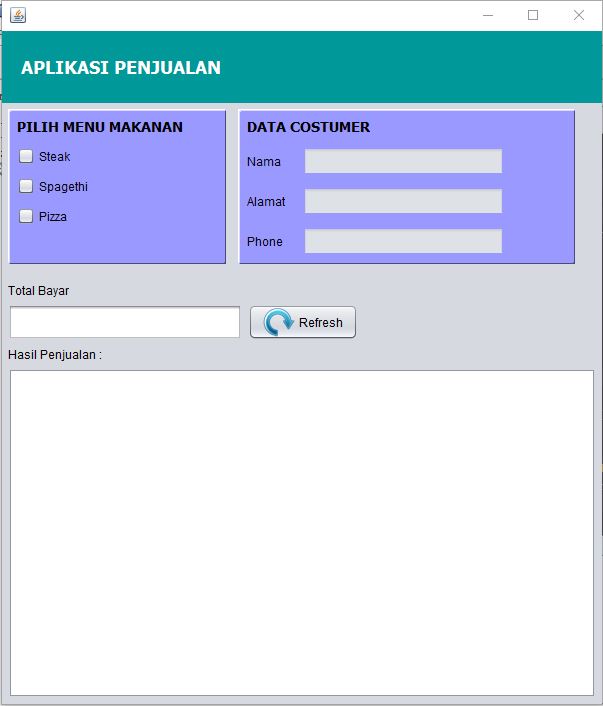 APLIKASI PENJUALAN
PILIH MENU MAKANAN
Steak
Spagethi
Pizza
DATA COSTUMER
Nama
Alamat
Phone
Total Bayar
Refresh
Hasil Penjualan :